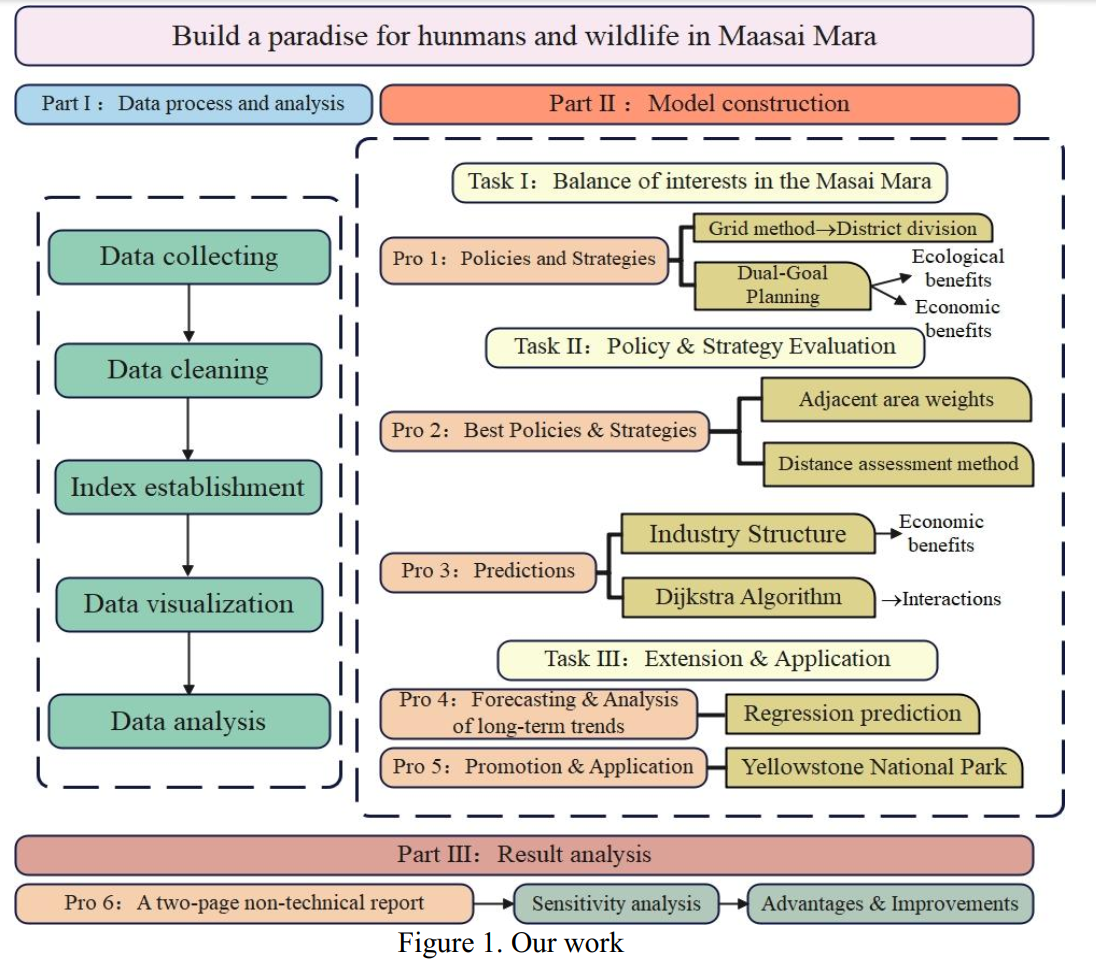 Build a paradise for hunmans and wildlife in Maasai Mara
Part I： Data process and analysis
Part II： Model construction
Data collecting
Data cleaning
Index establishment
Data visualization
Data analysis
Task I： Balance of interests in the Masai Mara
Pro 1： Policies and Strategies
Grid method→District division
Dual-Goal
Planning
Ecological
benefits
Economic
benefits
Task II： Policy & Strategy Evaluation
Pro 2： Best Policies & Strategies
Adjacent area weights
Distance assessment method
Pro 3： Predictions
Industry Structure
Economic
benefits
Dijkstra Algorithm
→Interactions
Task III： Extension & Application
Pro 4： Forecasting & Analysis
of long-term trends
Regression prediction
Pro 5： Promotion & Application
Yellowstone National Park
Part III： Result analysis
Pro 6： A two-page non-technical report
Sensitivity analysis
Advantages & Improvements
Figure 1. Our work